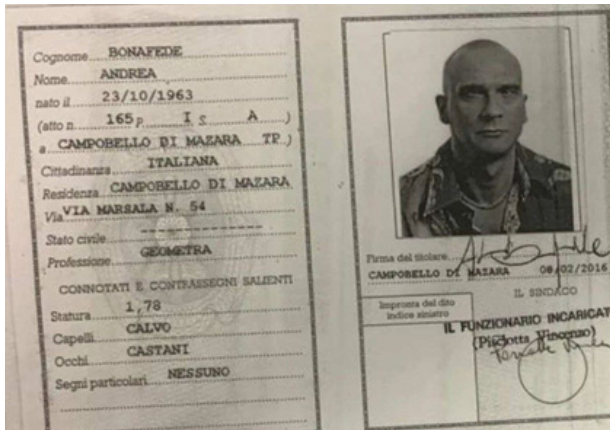 Cognome BONAFEDE
Nome ANDREA
nato il 23/10/1963
(atto n. 165 P. I S. A )
a CAMPOBELLO DI MAZARA TP )
Cittadinanza ITALIANA
Residenza CAMPOBELLO DI MAZARA
Via VIA MARSALA N. 54
Stato civile ---------------
Professione GEOMETRA
CONNOTATI E CONTRASSEGNI SALIENTI
Statura 1,78
Capelli CALVO
Occhi CASTANI
Segni particolari NESSUNO
Firma del titolare
CAMPOBELLO DI MAZARA 08/02/2016
Impronta del dito
indice sinistro
IL SINDACO
IL FUNZIONARIO INCARICAT
(Pisciotta Vincenzo)